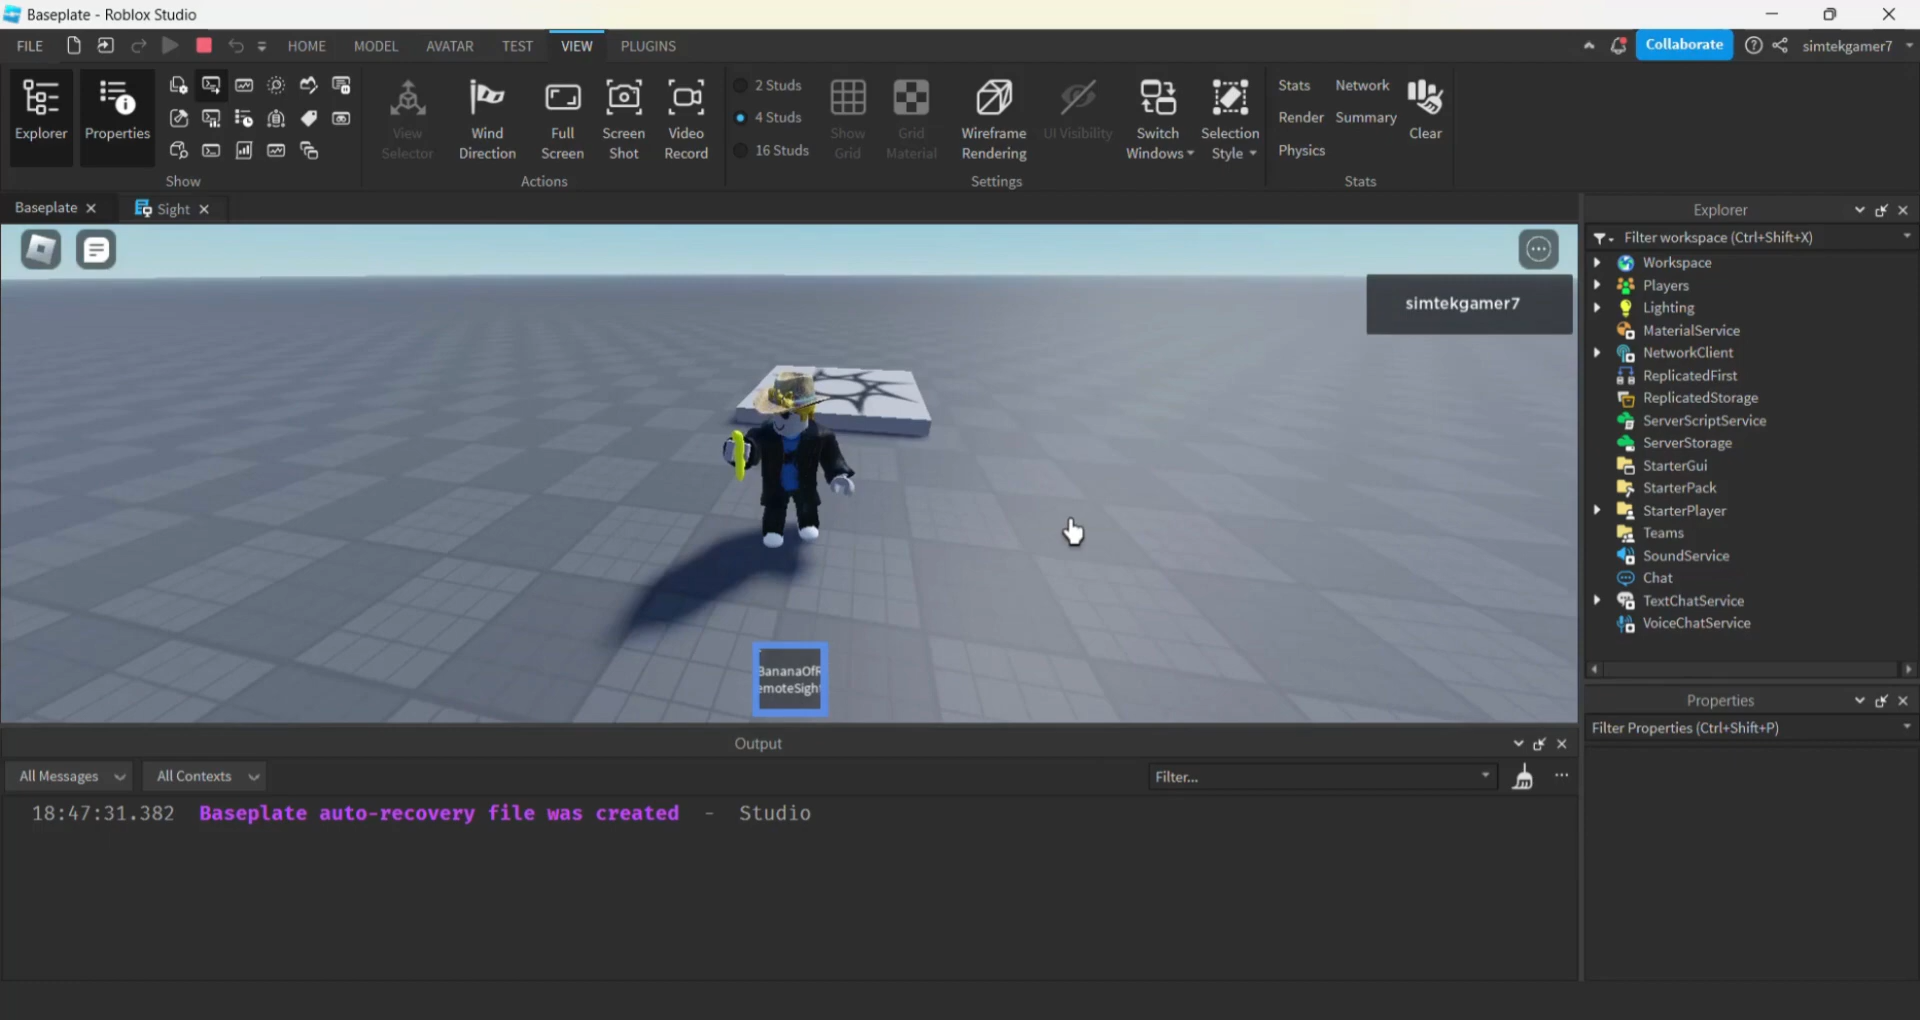 Baseplate - Roblox Studio
FILE
HOME
MODEL
AVATAR
TEST
VIEW
PLUGINS
Collaborate
simtekgamer7
Explorer
Properties
Show
View
Selector
Wind
Direction
Full
Screen
Screen
Shot
Video
Record
Actions
2 Studs
4 Studs
16 Studs
Show
Grid
Grid
Material
Wireframe
Rendering
UI Visibility
Switch
Windows
Selection
Style
Settings
Stats
Network
Render
Summary
Physics
Clear
Stats
Baseplate
Sight
simtekgamer7
BananaOfR
emoteSigh
Explorer
Filter workspace (Ctrl+Shift+X)
Workspace
Players
Lighting
MaterialService
NetworkClient
ReplicatedFirst
ReplicatedStorage
ServerScriptService
ServerStorage
StarterGui
StarterPack
StarterPlayer
Teams
SoundService
Chat
TextChatService
VoiceChatService
Properties
Filter Properties (Ctrl+Shift+P)
Output
All Messages
All Contexts
Filter...
18:47:31.382 Baseplate auto-recovery file was created - Studio